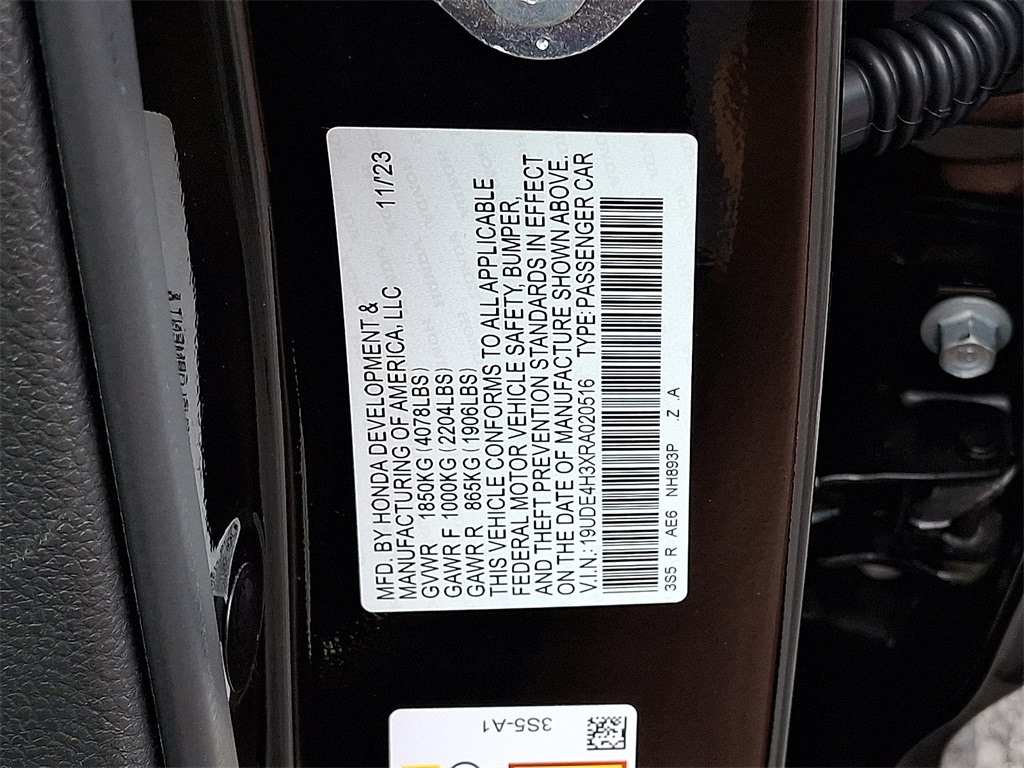 MFD. BY HONDA DEVELOPMENT &
MANUFACTURING OF AMERICA, LLC 11/'23
GVWR 1850KG (4078LBS)
GAWR F 1000KG (2204LBS)
GAWR R 865KG (1906LBS)
THIS VEHICLE CONFORMS TO ALL APPLICABLE
FEDERAL MOTOR VEHICLE SAFETY, BUMPER,
AND THEFT PREVENTION STANDARDS IN EFFECT
ON THE DATE OF MANUFACTURE SHOWN ABOVE.
V.I.N.: 19UDE4H3XRA020516 TYPE: PASSENGER CAR
3S5 R AE6 NH893P .Z .A
3S5-A1